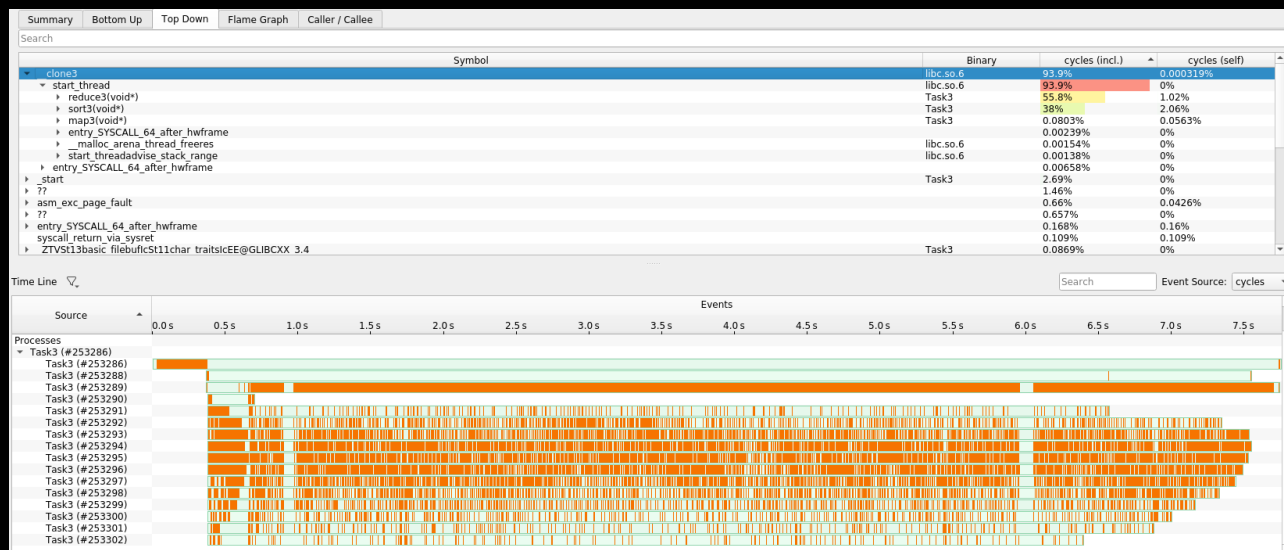 Summary Bottom Up Top Down Flame Graph Caller / Callee
Search
Symbol Binary cycles (incl.) cycles (self)
__clone3 libc.so.6 93.9% 0.000319%
start_thread libc.so.6 93.9% 0%
reduce3(void*) Task3 55.8% 1.02%
sort3(void*) Task3 38% 2.06%
map3(void*) Task3 0.0803% 0.0563%
entry_SYSCALL_64_after_hwframe 0.00239% 0%
__malloc_arena_thread_freeres libc.so.6 0.00154% 0%
start_threadadvise_stack_range libc.so.6 0.00138% 0%
entry_SYSCALL_64_after_hwframe 0.00658% 0%
_start Task3 2.69% 0%
?? 1.46% 0%
asm_exc_page_fault 0.66% 0.0426%
?? 0.657% 0%
entry_SYSCALL_64_after_hwframe 0.168% 0.16%
syscall_return_via_sysret 0.109% 0.109%
_ZTVSt13basic_filebufIcSt11char_traitsIcEE@GLIBCXX_3.4 Task3 0.0869% 0%
Time Line Search Event Source: cycles
Source Events
0.0 s 0.5 s 1.0 s 1.5 s 2.0 s 2.5 s 3.0 s 3.5 s 4.0 s 4.5 s 5.0 s 5.5 s 6.0 s 6.5 s 7.0 s 7.5 s
Processes
Task3 (#253286)
Task3 (#253286)
Task3 (#253288)
Task3 (#253289)
Task3 (#253290)
Task3 (#253291)
Task3 (#253292)
Task3 (#253293)
Task3 (#253294)
Task3 (#253295)
Task3 (#253296)
Task3 (#253297)
Task3 (#253298)
Task3 (#253299)
Task3 (#253300)
Task3 (#253301)
Task3 (#253302)